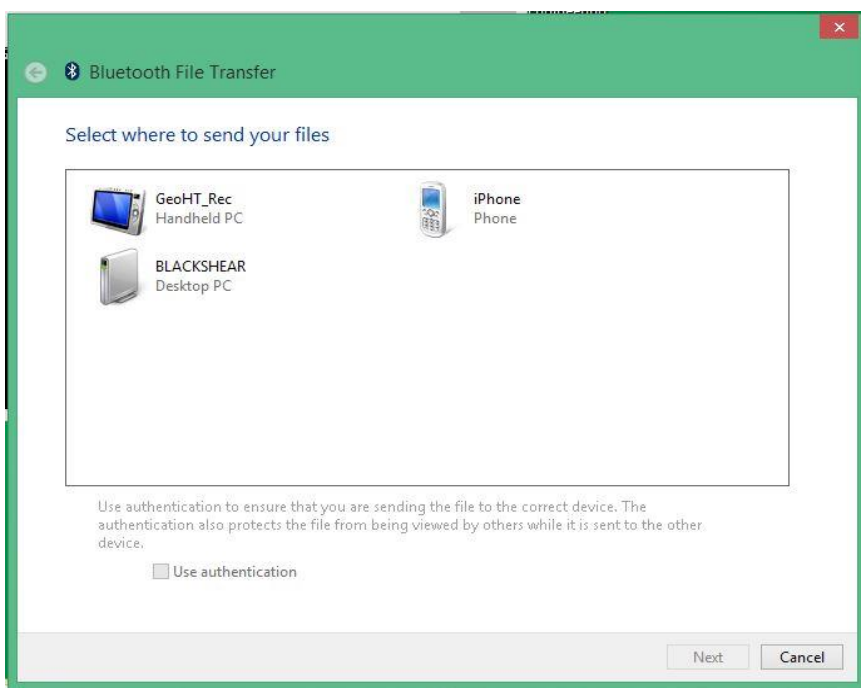 Bluetooth File Transfer
Select where to send your files
GeoHT_Rec
Handheld PC
iPhone
Phone
BLACKSHEAR
Desktop PC
Use authentication to ensure that you are sending the file to the correct device. The
authentication also protects the file from being viewed by others while it is sent to the other
device.
Use authentication
Next
Cancel